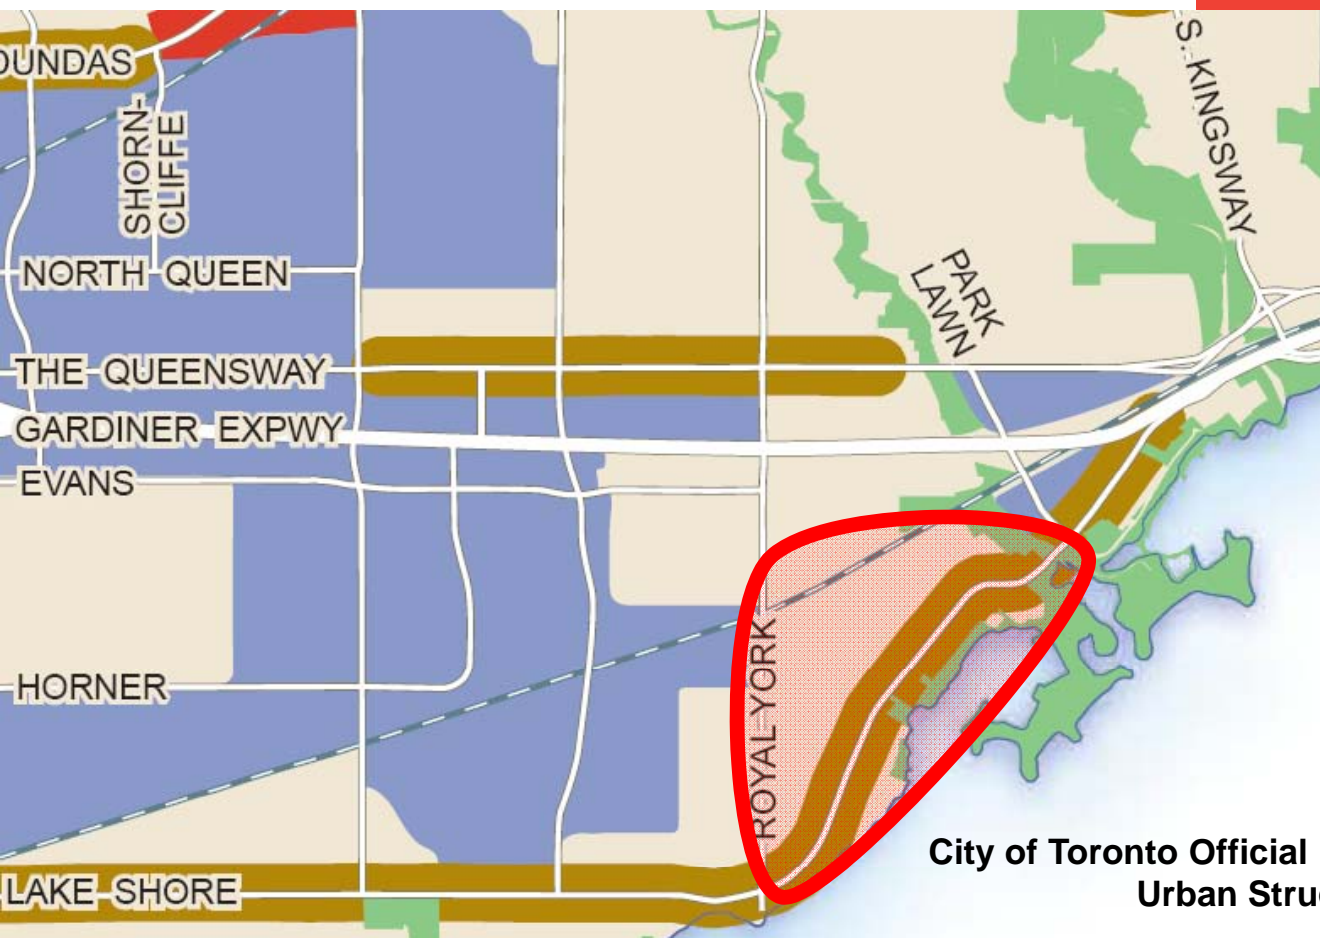 DUNDAS
SHORN-
CLIFFE
S. KINGSWAY
NORTH QUEEN
PARK
LAWN
THE QUEENSWAY
GARDINER EXPWY
EVANS
HORNER
ROYAL YORK
City of Toronto Official
Urban Stru
LAKE SHORE